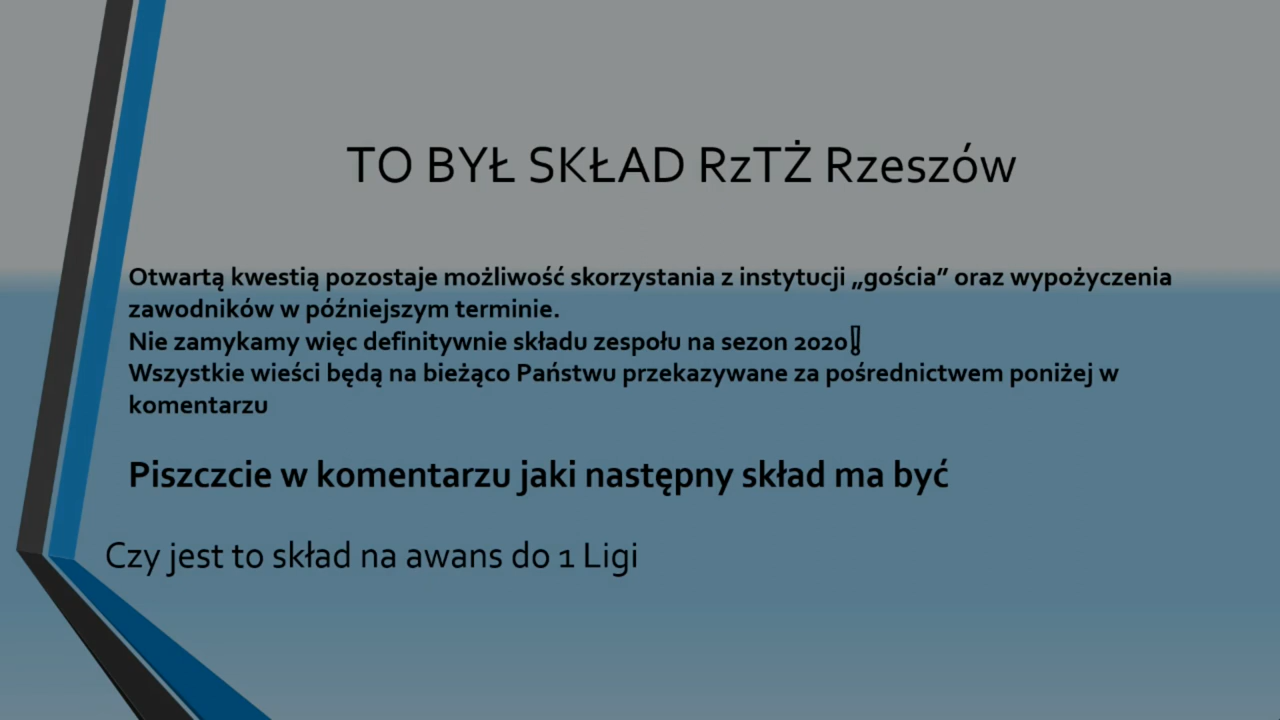 TO BYŁ SKŁAD RzTŻ Rzeszów
Otwartą kwestią pozostaje możliwość skorzystania z instytucji „gościa” oraz wypożyczenia
zawodników w późniejszym terminie.
Nie zamykamy więc definitywnie składu zespołu na sezon 2020!
Wszystkie wieści będą na bieżąco Państwu przekazywane za pośrednictwem poniżej w
komentarzu
Piszczcie w komentarzu jaki następny skład ma być
Czy jest to skład na awans do 1 Ligi